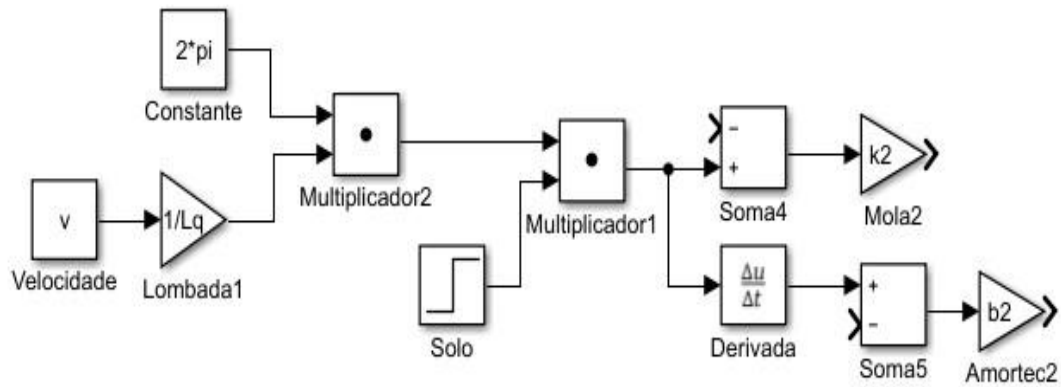 2*pi
Constante
Multiplicador2
v
Velocidade
1/Lq
Lombada1
Multiplicador1
Solo
−
+
Soma4
k2
Mola2
Δu
Δt
Derivada
+
−
Soma5
b2
Amortec2